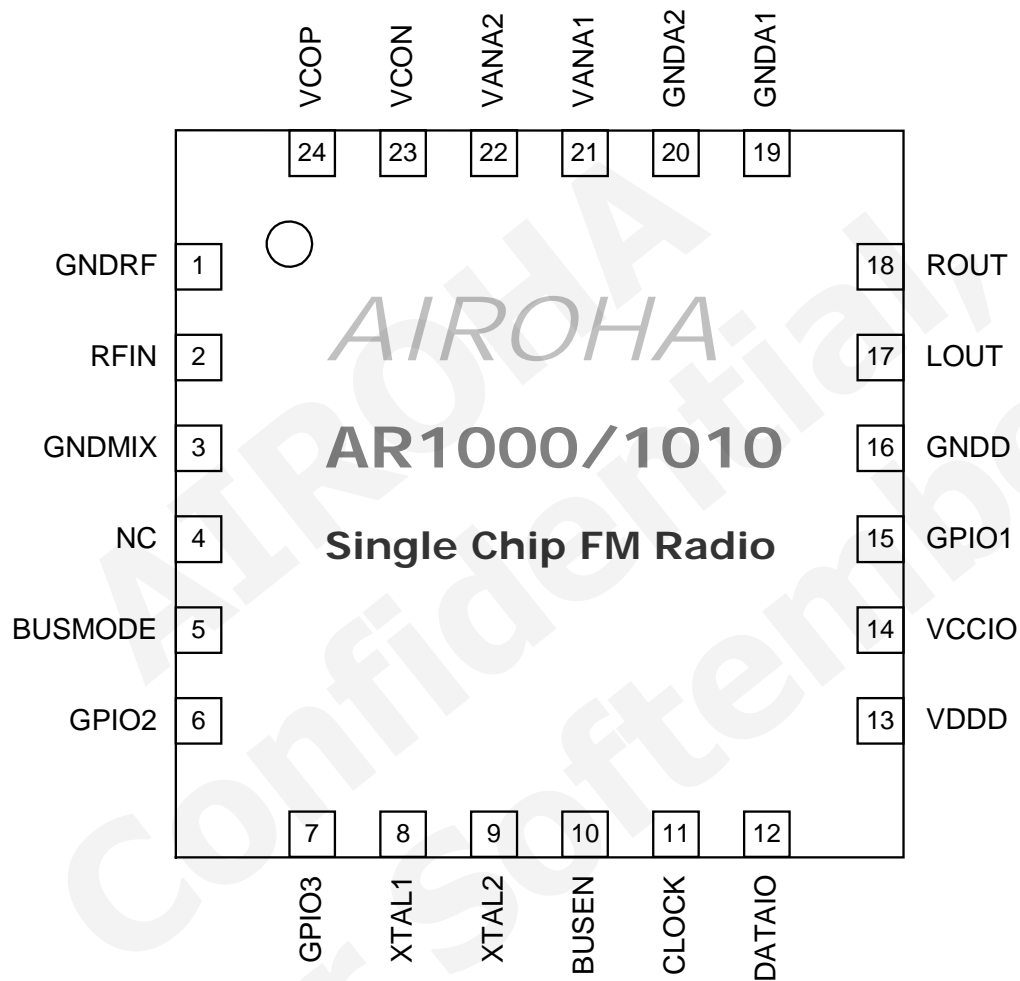 VCOP
VCON
VANA2
VANA1
GNDA2
GNDA1
24 23 22 21 20 19
GNDRF 1
18 ROUT
RFIN 2
17 LOUT
GNDMIX 3
16 GNDD
NC 4
15 GPIO1
BUSMODE 5
14 VCCIO
GPIO2 6
13 VDDD
AIROHA
AR1000/1010
Single Chip FM Radio
7 8 9 10 11 12
GPIO3
XTAL1
XTAL2
BUSEN
CLOCK
DATAIO
AIROHA
Confidential,